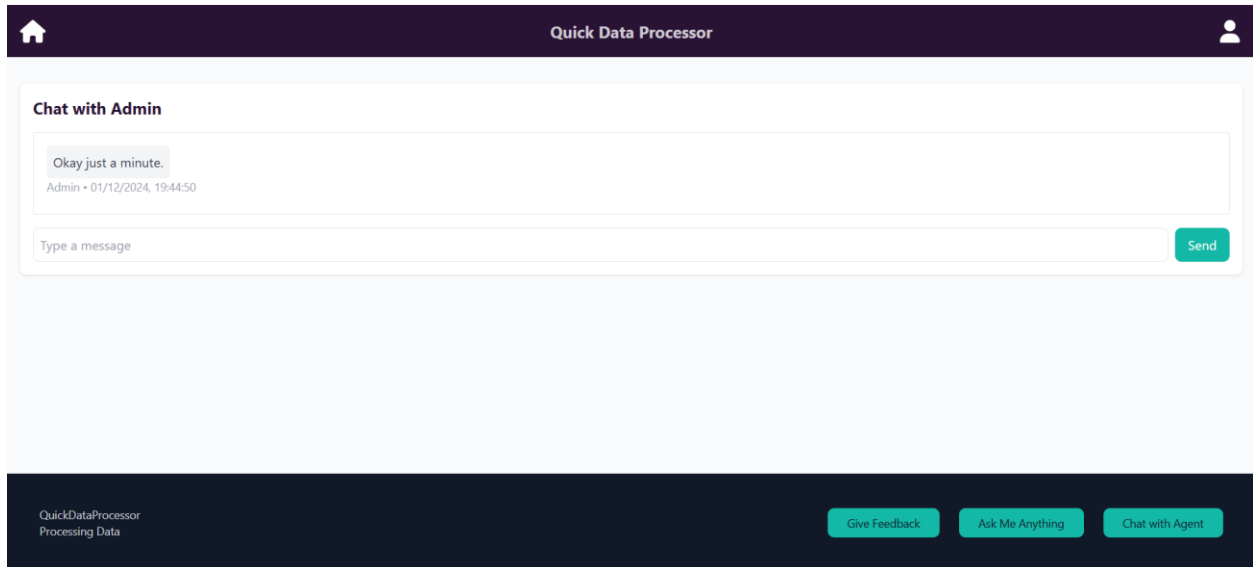 Quick Data Processor
Chat with Admin
Okay just a minute.
Admin • 01/12/2024, 19:44:50
Type a message
Send
QuickDataProcessor
Processing Data
Give Feedback
Ask Me Anything
Chat with Agent